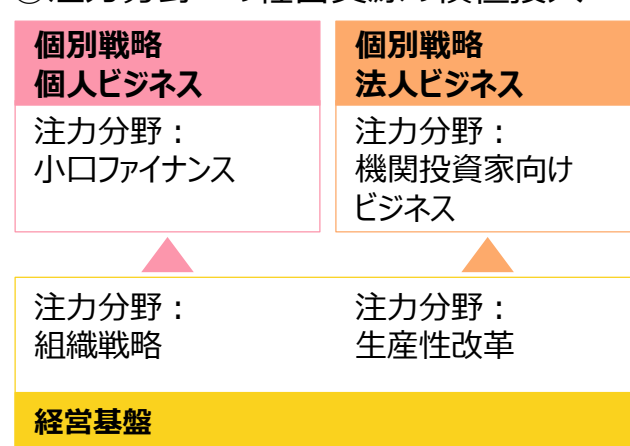 個別戦略
個人ビジネス
個別戦略
法人ビジネス
注力分野：
小口ファイナンス
注力分野：
機関投資家向け
ビジネス
注力分野：
組織戦略
注力分野：
生産性改革
経営基盤